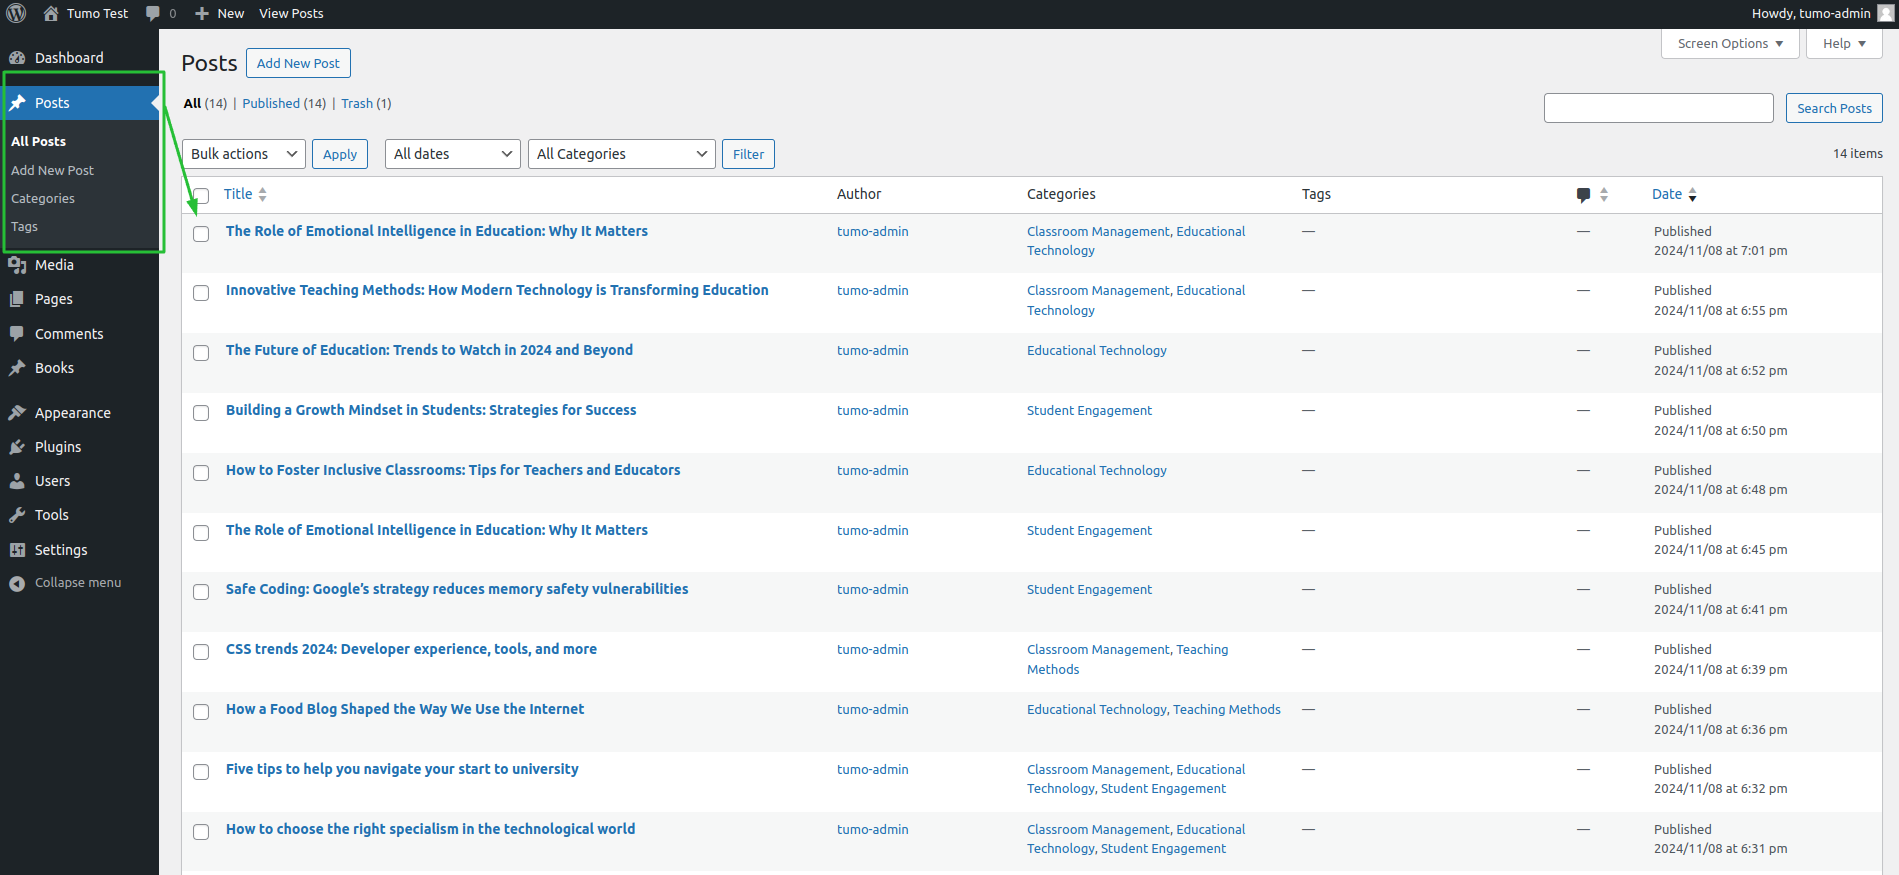 Tumo Test 0 New View Posts Howdy, tumo-admin
Screen Options Help
Dashboard
Posts
All Posts
Add New Post
Categories
Tags
Media
Pages
Comments
Books
Appearance
Plugins
Users
Tools
Settings
Collapse menu
Posts Add New Post
All (14) | Published (14) | Trash (1)
Search Posts
Bulk actions Apply All dates All Categories Filter 14 items
Title Author Categories Tags Date
The Role of Emotional Intelligence in Education: Why It Matters tumo-admin Classroom Management, Educational — — Published
Technology 2024/11/08 at 7:01 pm
Innovative Teaching Methods: How Modern Technology is Transforming Education tumo-admin Classroom Management, Educational — — Published
Technology 2024/11/08 at 6:55 pm
The Future of Education: Trends to Watch in 2024 and Beyond tumo-admin Educational Technology — — Published
2024/11/08 at 6:52 pm
Building a Growth Mindset in Students: Strategies for Success tumo-admin Student Engagement — — Published
2024/11/08 at 6:50 pm
How to Foster Inclusive Classrooms: Tips for Teachers and Educators tumo-admin Educational Technology — — Published
2024/11/08 at 6:48 pm
The Role of Emotional Intelligence in Education: Why It Matters tumo-admin Student Engagement — — Published
2024/11/08 at 6:45 pm
Safe Coding: Google’s strategy reduces memory safety vulnerabilities tumo-admin Student Engagement — — Published
2024/11/08 at 6:41 pm
CSS trends 2024: Developer experience, tools, and more tumo-admin Classroom Management, Teaching — — Published
Methods 2024/11/08 at 6:39 pm
How a Food Blog Shaped the Way We Use the Internet tumo-admin Educational Technology, Teaching Methods — — Published
2024/11/08 at 6:36 pm
Five tips to help you navigate your start to university tumo-admin Classroom Management, Educational — — Published
Technology, Student Engagement 2024/11/08 at 6:32 pm
How to choose the right specialism in the technological world tumo-admin Classroom Management, Educational — — Published
Technology, Student Engagement 2024/11/08 at 6:31 pm